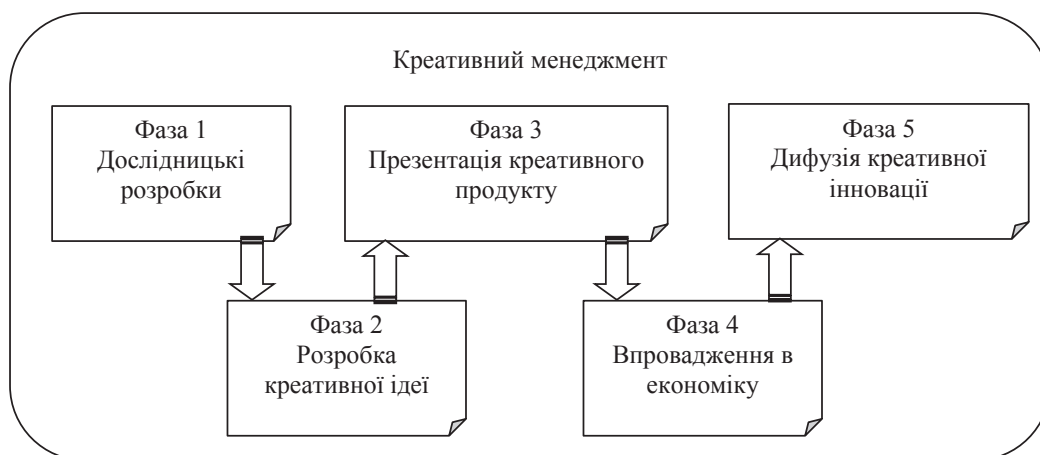 Креативний менеджмент
Фаза 1
Дослідницькі
розробки
Фаза 2
Розробка
креативної ідеї
Фаза 3
Презентація креативного
продукту
Фаза 4
Впровадження в
економіку
Фаза 5
Дифузія креативної
інновації